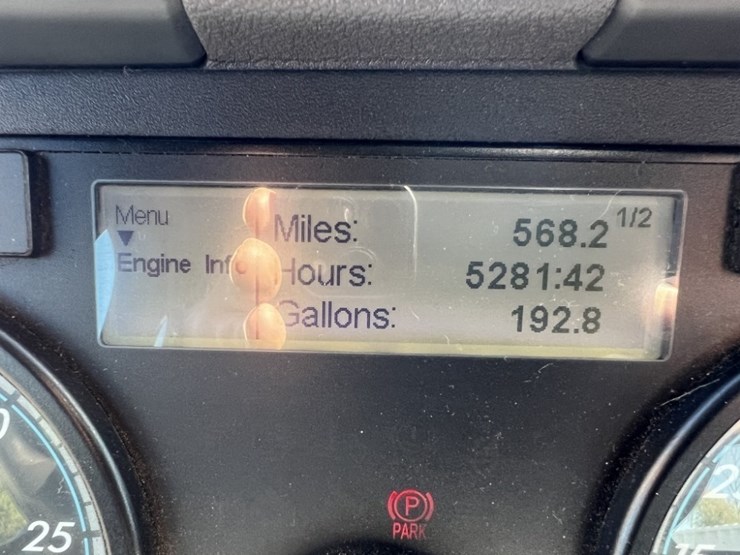 Menu
Engine Info
Miles: 568.2 1/2
Hours: 5281:42
Gallons: 192.8
P
PARK
25